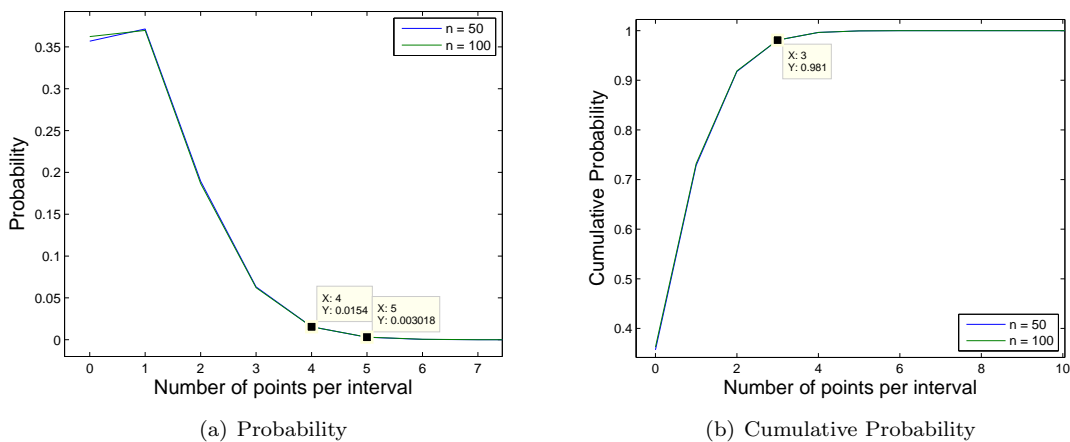 0.35
0.3
0.25
0.2
0.15
0.1
0.05
0
Probability
n = 50
n = 100
X: 4
Y: 0.0154
X: 5
Y: 0.003018
0 1 2 3 4 5 6 7
Number of points per interval
(a) Probability
1
0.9
0.8
0.7
0.6
0.5
0.4
Cumulative Probability
X: 3
Y: 0.981
n = 50
n = 100
0 2 4 6 8 10
Number of points per interval
(b) Cumulative Probability